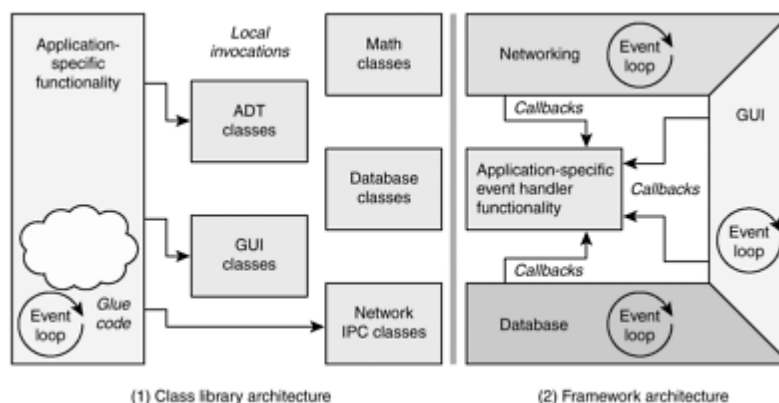 Application-
specific
functionality
Local
invocations
Math
classes
ADT
classes
Database
classes
GUI
classes
Event
loop
Glue
code
Network
IPC classes
(1) Class library architecture
Networking
Event
loop
Callbacks
GUI
Application-specific
event handler
functionality
Callbacks
Event
loop
Callbacks
Database
Event
loop
(2) Framework architecture